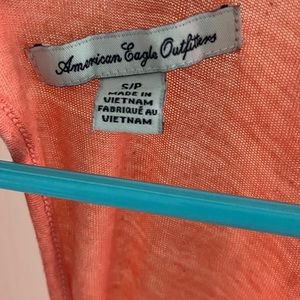 American Eagle Outfitters
S/P
MADE IN
VIETNAM
FABRIQUÉ AU
VIETNAM